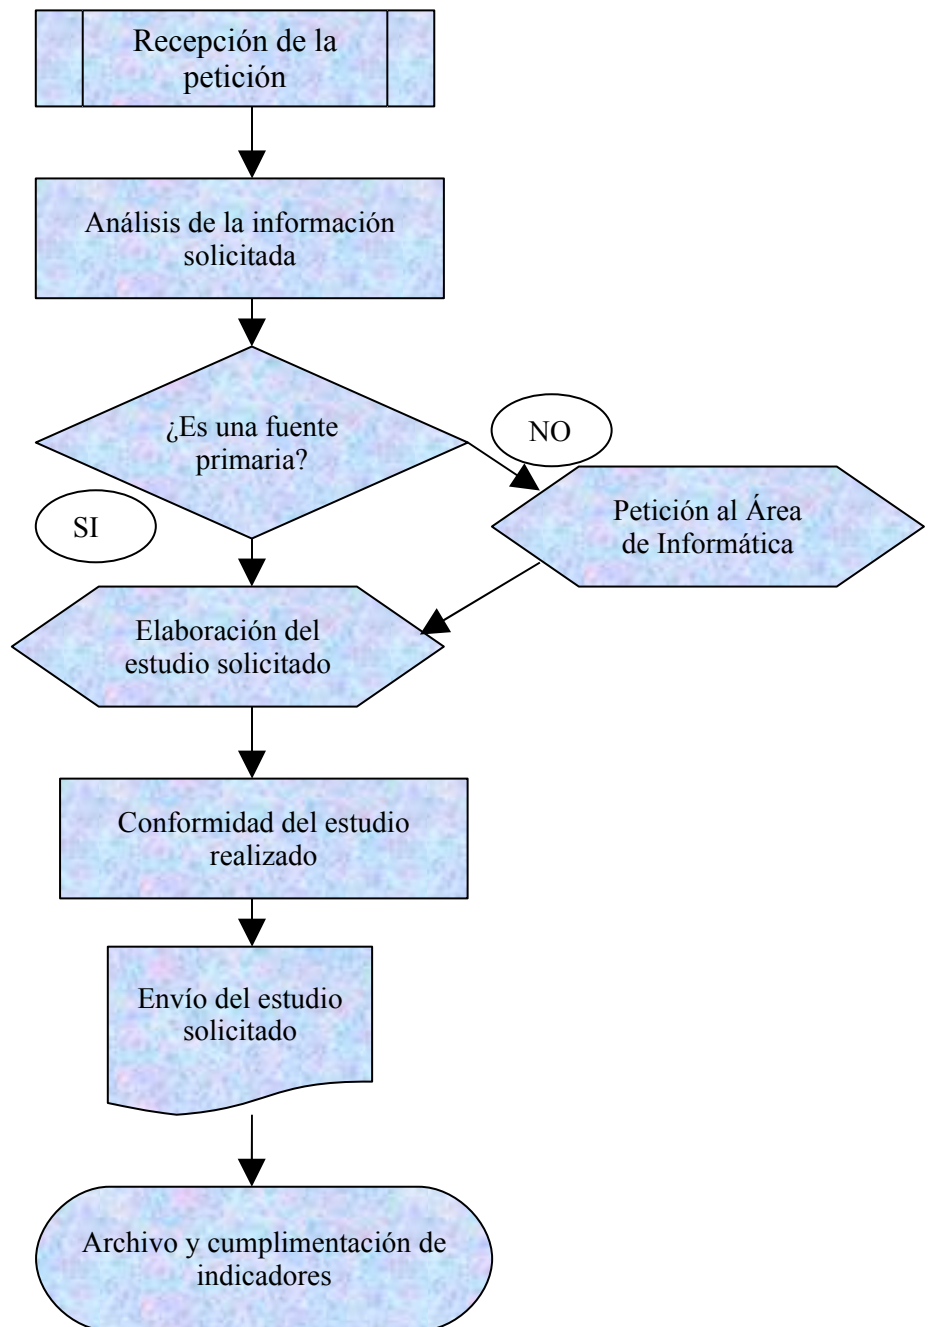 Recepción de la
petición
Análisis de la información
solicitada
¿Es una fuente
primaria?
NO
SI
Petición al Área
de Informática
Elaboración del
estudio solicitado
Conformidad del estudio
realizado
Envío del estudio
solicitado
Archivo y cumplimentación de
indicadores